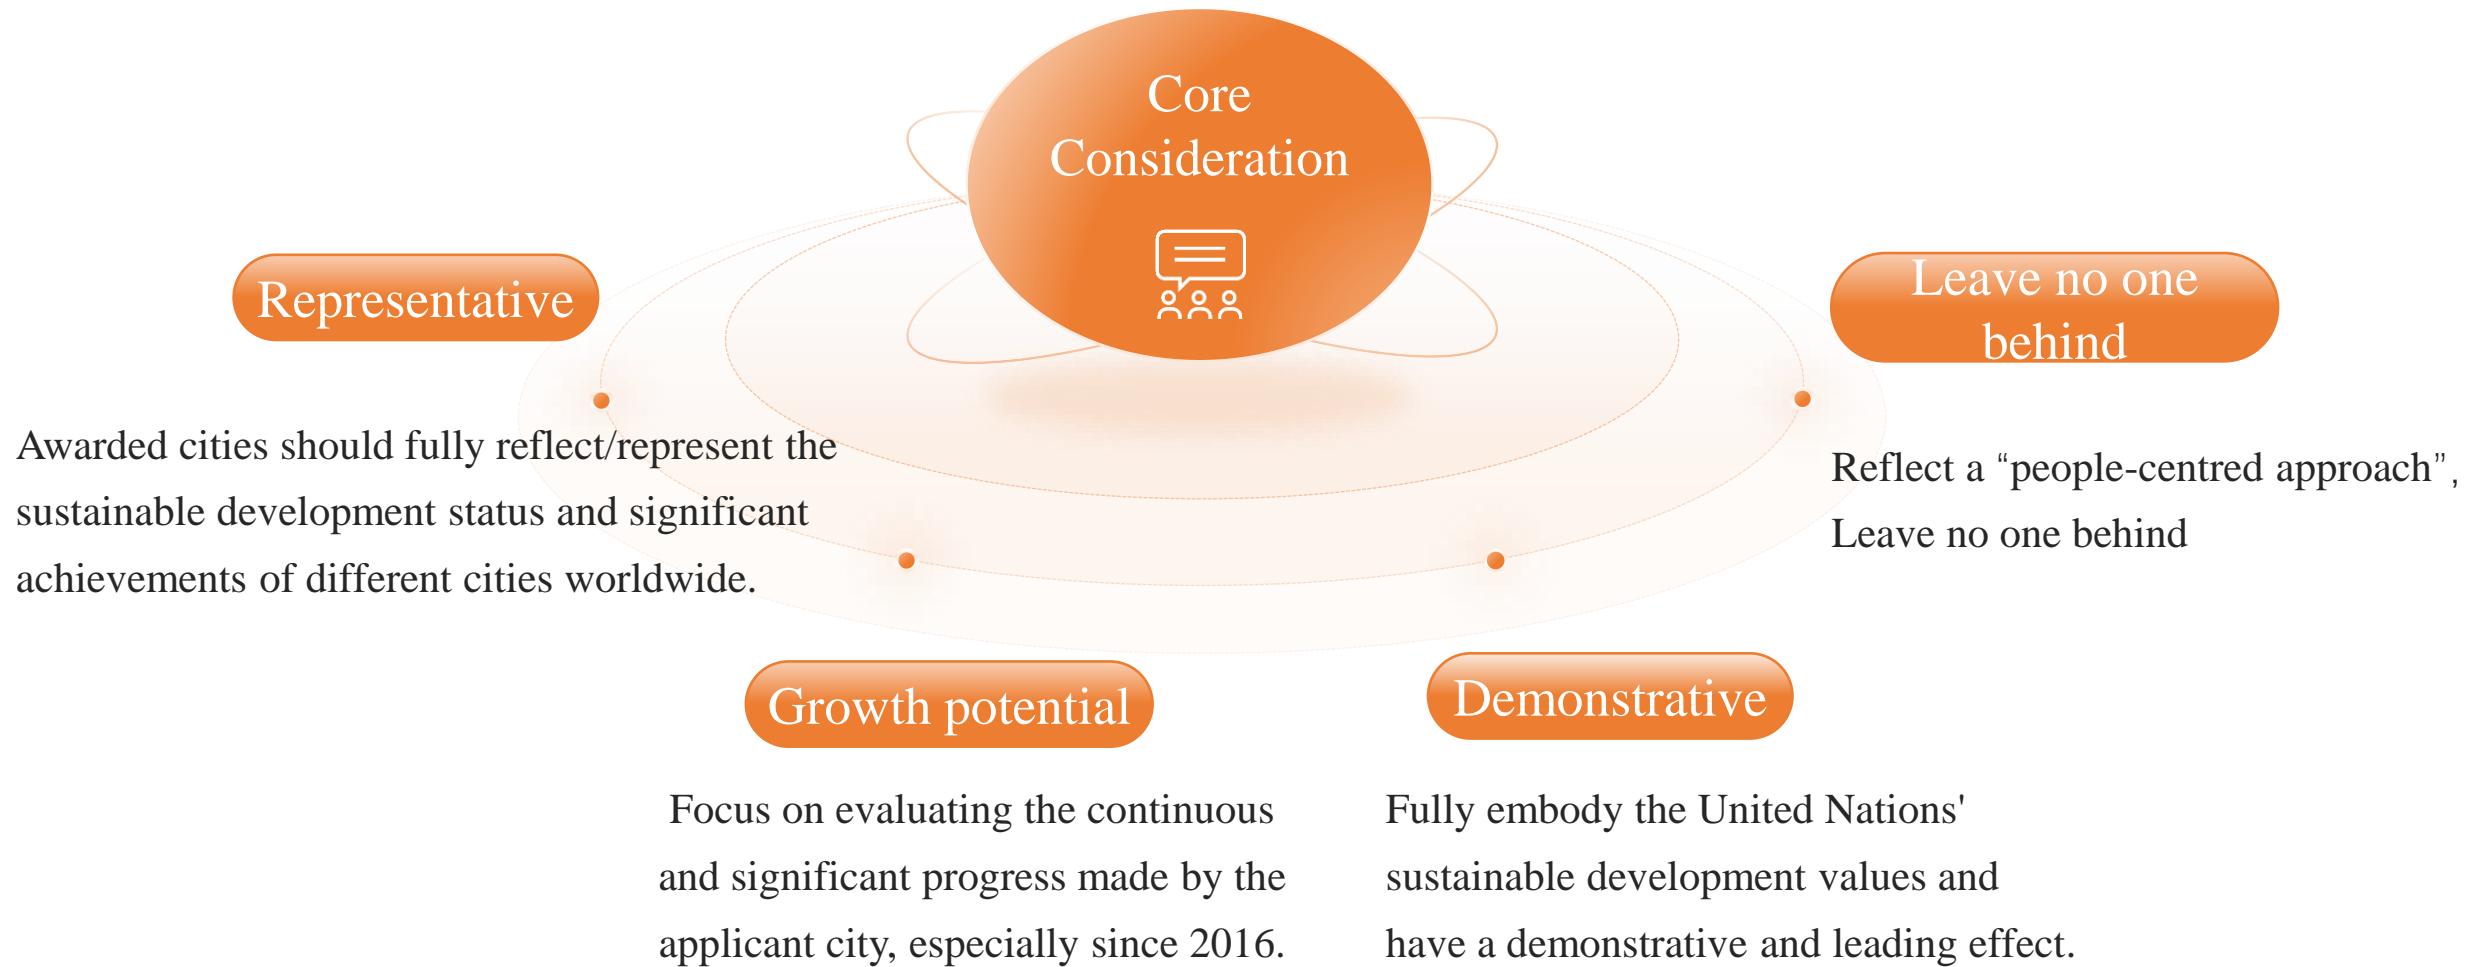 Core
Consideration
Representative
Awarded cities should fully reflect/represent the
sustainable development status and significant
achievements of different cities worldwide.
Growth potential
Focus on evaluating the continuous
and significant progress made by the
applicant city, especially since 2016.
Demonstrative
Fully embody the United Nations'
sustainable development values and
have a demonstrative and leading effect.
Leave no one
behind
Reflect a “people-centred approach”,
Leave no one behind